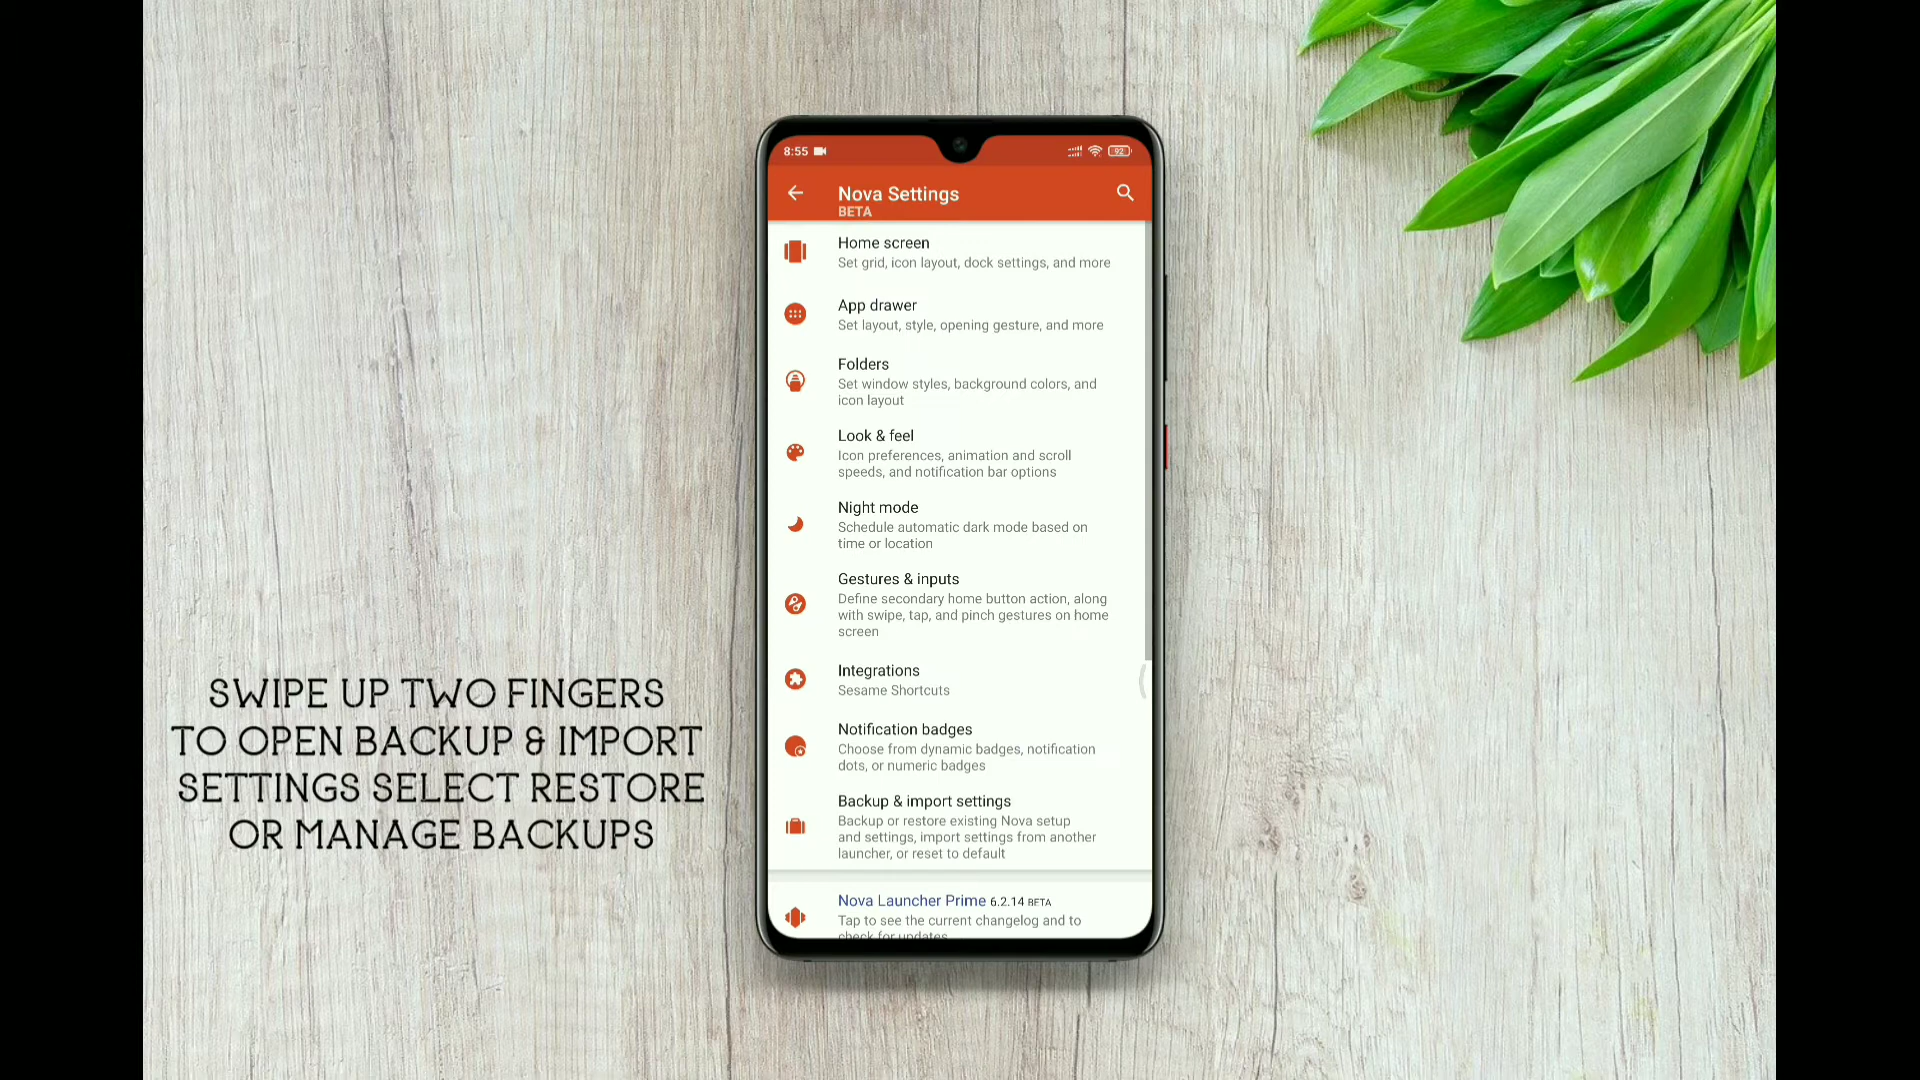 8:55
92
Nova Settings
BETA
Home screen
Set grid, icon layout, dock settings, and more
App drawer
Set layout, style, opening gesture, and more
Folders
Set window styles, background colors, and
icon layout
Look & feel
Icon preferences, animation and scroll
speeds, and notification bar options
Night mode
Schedule automatic dark mode based on
time or location
Gestures & inputs
Define secondary home button action, along
with swipe, tap, and pinch gestures on home
screen
Integrations
Sesame Shortcuts
Notification badges
Choose from dynamic badges, notification
dots, or numeric badges
Backup & import settings
Backup or restore existing Nova setup
and settings, import settings from another
launcher, or reset to default
Nova Launcher Prime 6.2.14 BETA
Tap to see the current changelog and to
check for updates
SWIPE UP TWO FINGERS
TO OPEN BACKUP & IMPORT
SETTINGS SELECT RESTORE
OR MANAGE BACKUPS